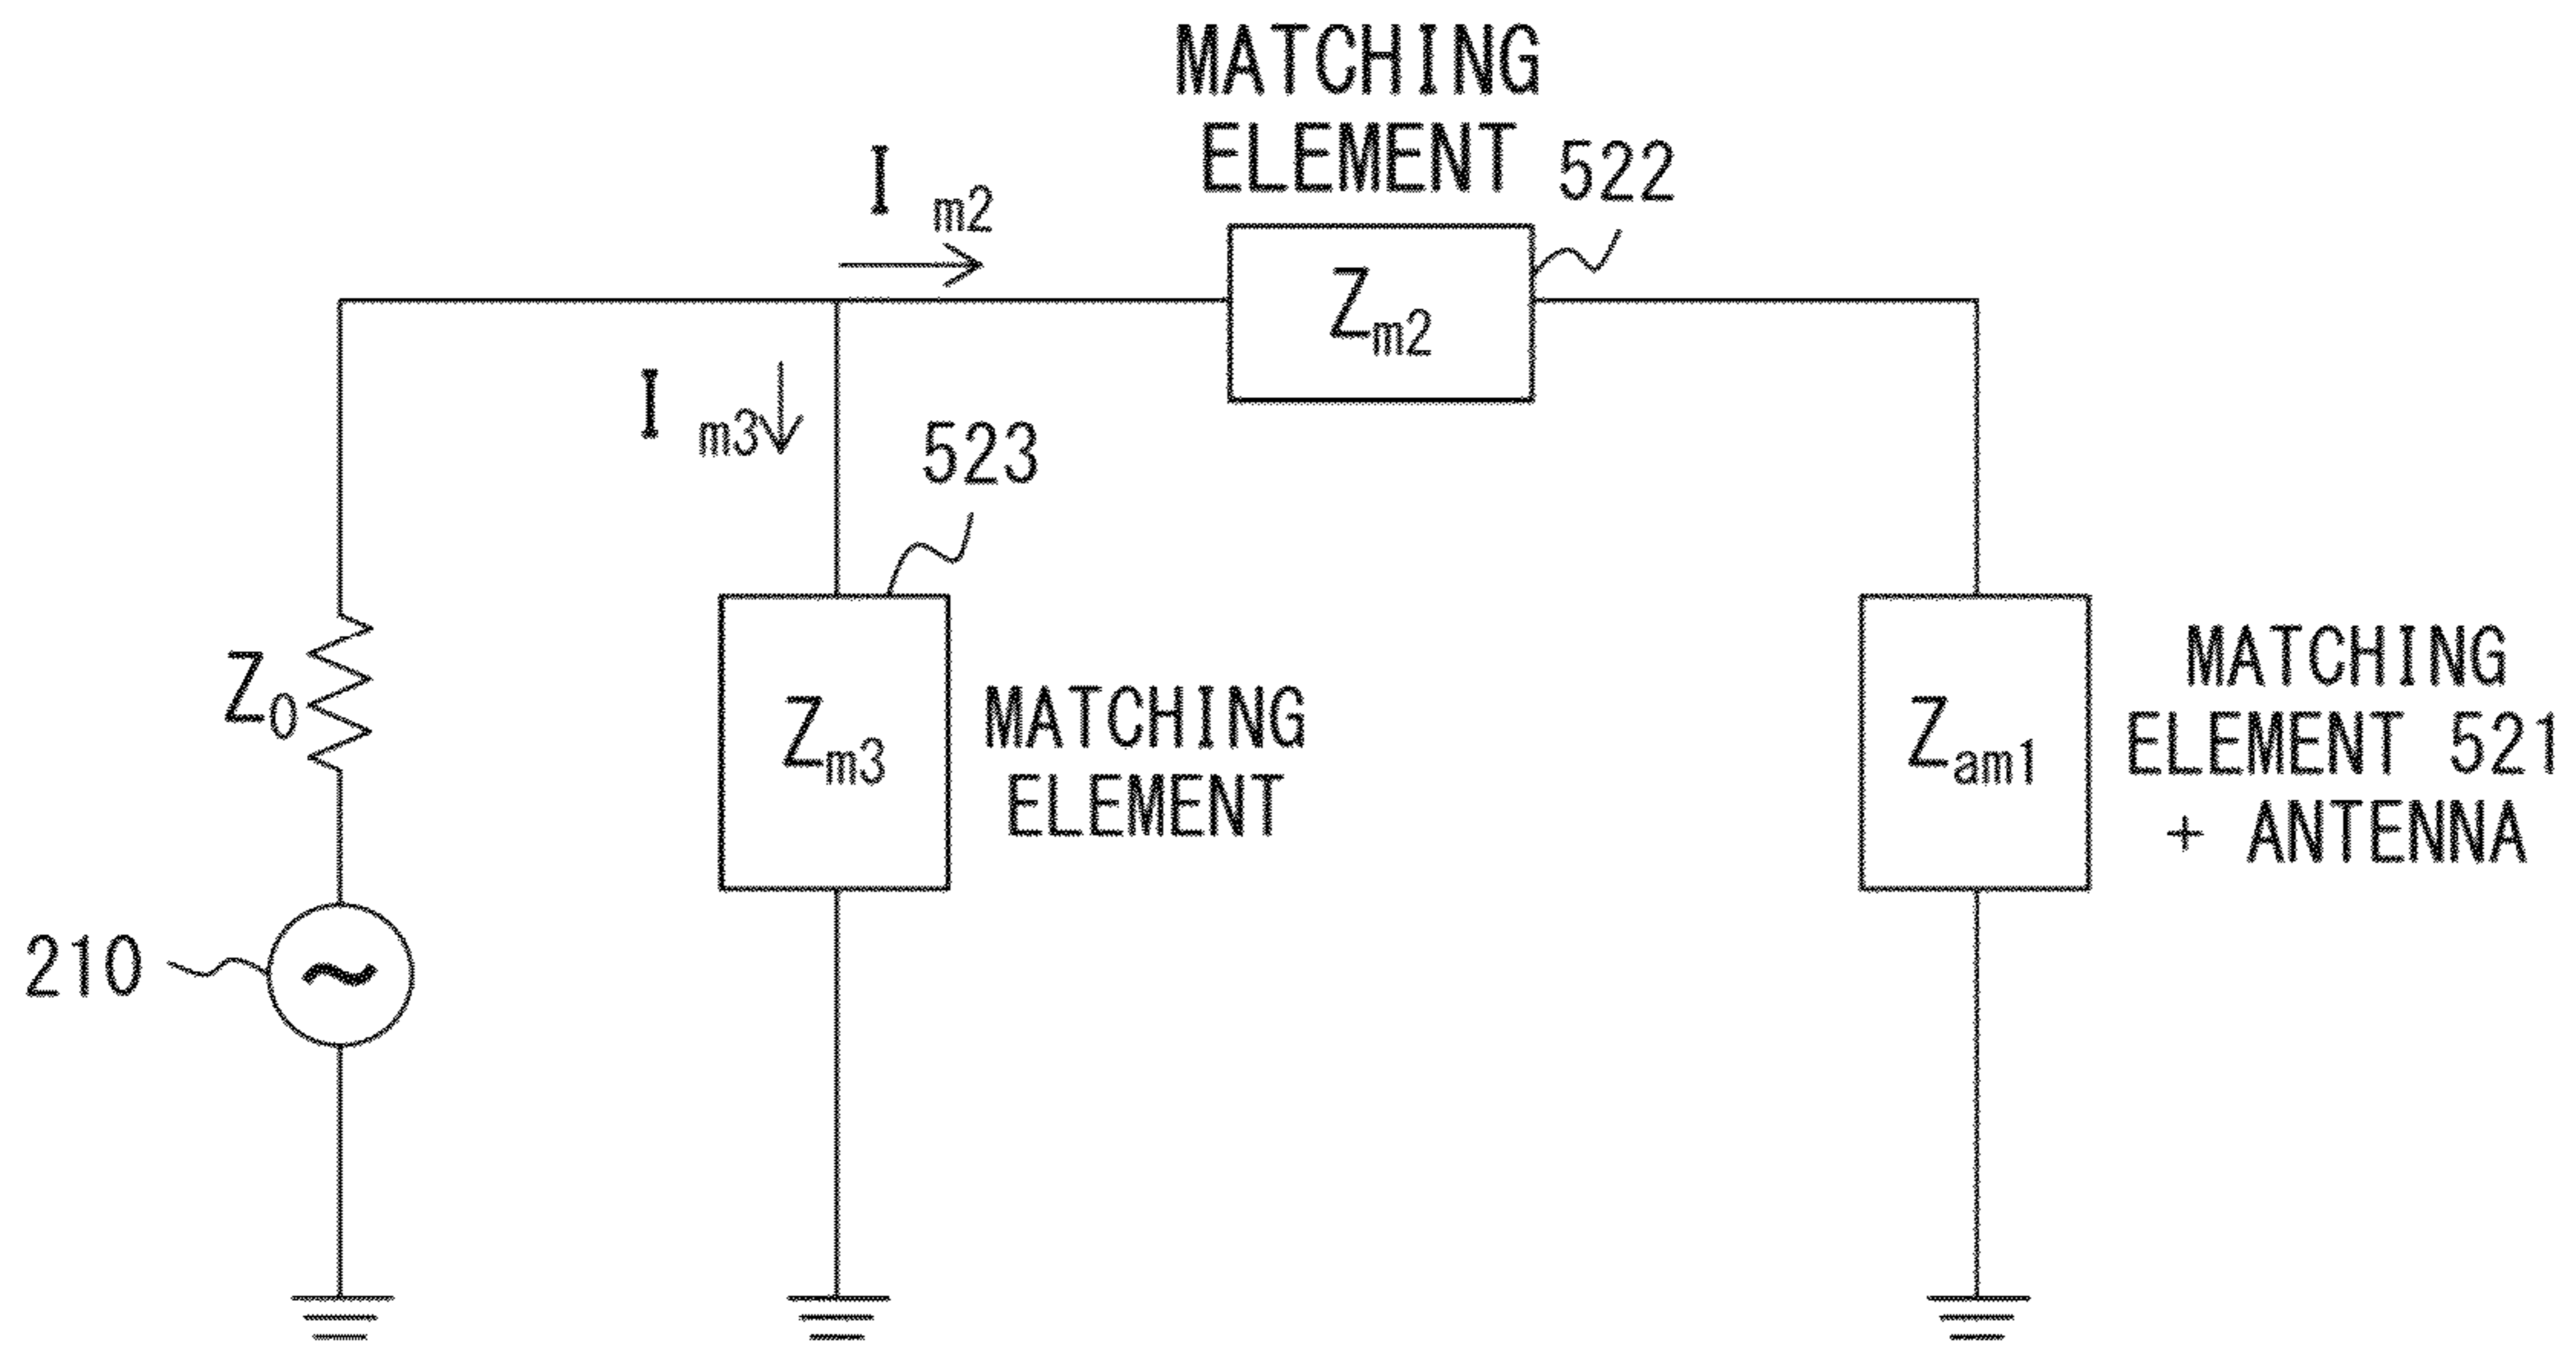 MATCHING
ELEMENT
522
I m2
Zm2
I m3
523
Z0
Zm3
MATCHING
ELEMENT
Zam1
MATCHING
ELEMENT 521
+ ANTENNA
210
~